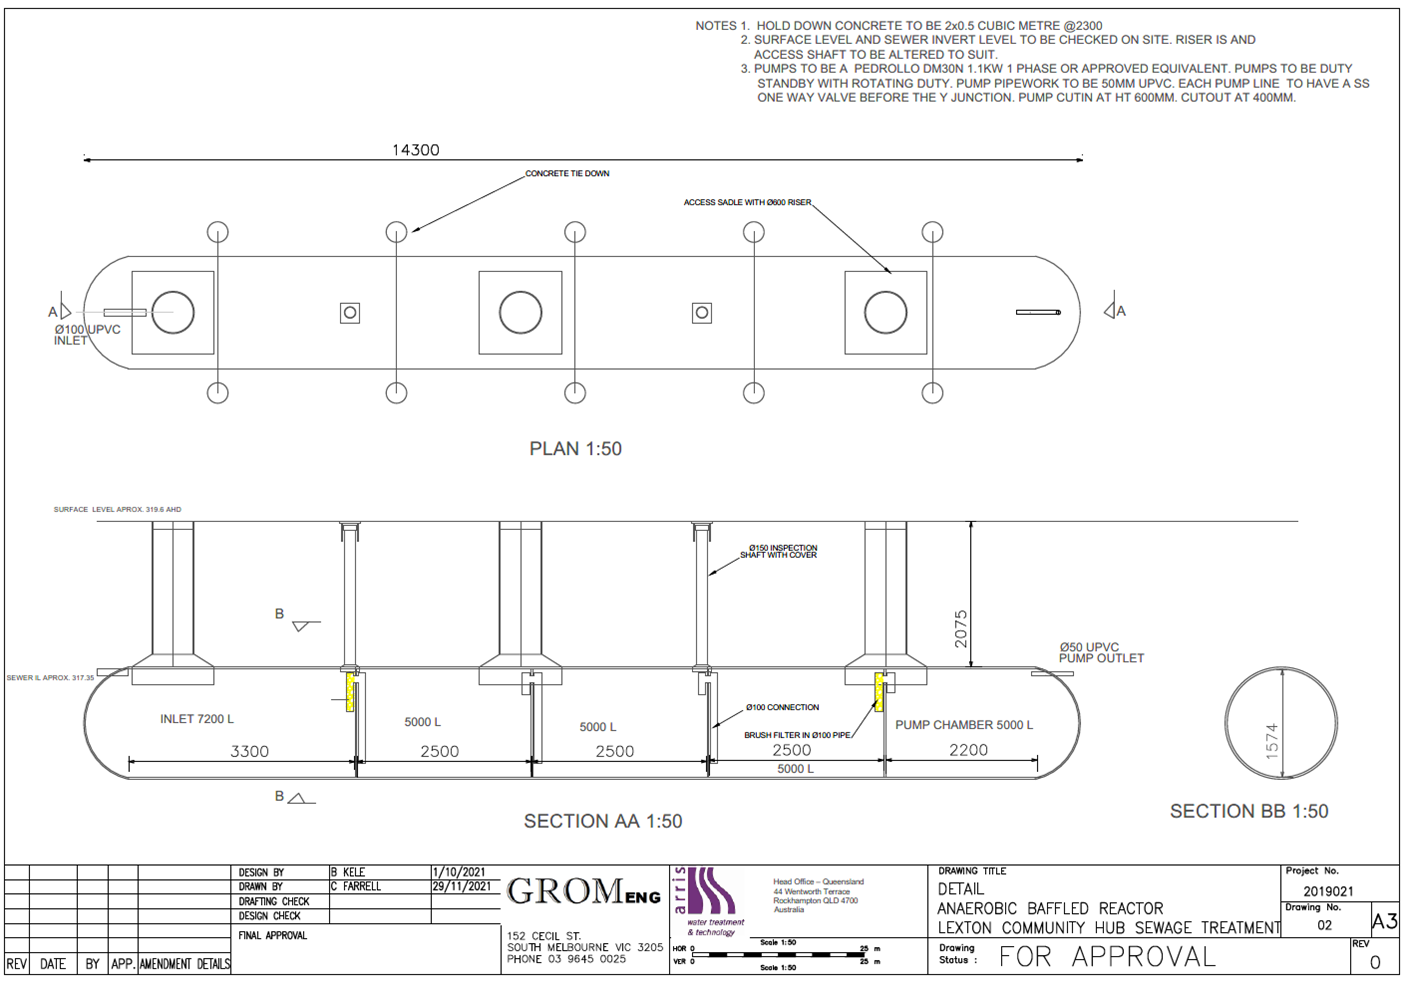 NOTES 1. HOLD DOWN CONCRETE TO BE 2x0.5 CUBIC METRE @2300
2. SURFACE LEVEL AND SEWER INVERT LEVEL TO BE CHECKED ON SITE. RISER IS AND
ACCESS SHAFT TO BE ALTERED TO SUIT.
3. PUMPS TO BE A PEDROLLO DM30N 1.1KW 1 PHASE OR APPROVED EQUIVALENT. PUMPS TO BE DUTY
STANDBY WITH ROTATING DUTY. PUMP PIPEWORK TO BE 50MM UPVC. EACH PUMP LINE TO HAVE A SS
ONE WAY VALVE BEFORE THE Y JUNCTION. PUMP CUTIN AT HT 600MM. CUTOUT AT 400MM.
14300
CONCRETE TIE DOWN
ACCESS SADLE WITH Ø600 RISER
A
A
Ø100 UPVC
INLET
PLAN 1:50
SURFACE LEVEL APROX. 319.6 AHD
Ø150 INSPECTION
SHAFT WITH COVER
B
2075
Ø50 UPVC
PUMP OUTLET
SEWER IL APROX. 317.35
INLET 7200 L
5000 L
5000 L
Ø100 CONNECTION
BRUSH FILTER IN Ø100 PIPE
PUMP CHAMBER 5000 L
3300
2500
2500
2500
2200
5000 L
1574
B
SECTION AA 1:50
SECTION BB 1:50
DESIGN BY B KELE 1/10/2021
DRAWN BY C FARRELL 29/11/2021
DRAFTING CHECK
DESIGN CHECK
FINAL APPROVAL
REV DATE BY APP. AMENDMENT DETAILS
GROMENG
152 CECIL ST.
SOUTH MELBOURNE VIC 3205
PHONE 03 9645 0025
arris
water treatment
& technology
Head Office – Queensland
44 Wentworth Terrace
Rockhampton QLD 4700
Australia
Scale 1:50
HOR 0 25 m
VER 0 25 m
Scale 1:50
DRAWING TITLE
DETAIL
ANAEROBIC BAFFLED REACTOR
LEXTON COMMUNITY HUB SEWAGE TREATMENT
Drawing
Status :
FOR APPROVAL
Project No.
2019021
Drawing No.
02
A3
REV
0